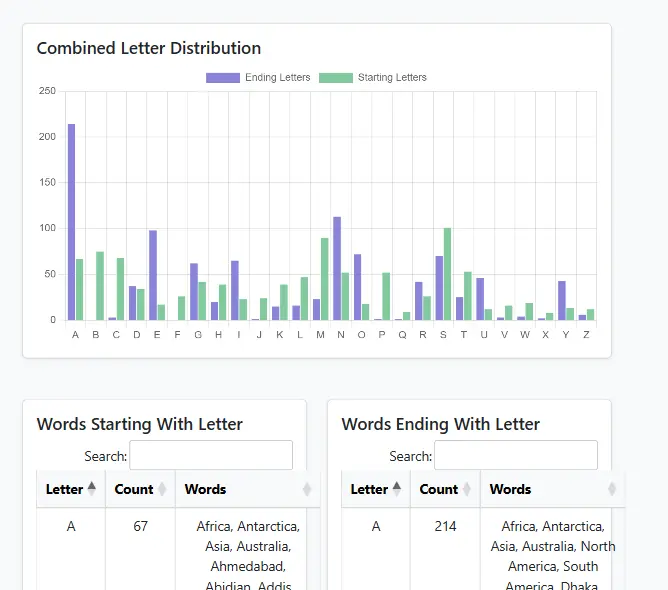 Combined Letter Distribution
Ending Letters Starting Letters
250
200
150
100
50
0
A B C D E F G H I J K L M N O P Q R S T U V W X Y Z
Words Starting With Letter
Search:
Letter Count Words
A 67 Africa, Antarctica,
Asia, Australia,
Ahmedabad,
Abidjan, Addis
Words Ending With Letter
Search:
Letter Count Words
A 214 Africa, Antarctica,
Asia, Australia, North
America, South
America, Dhaka